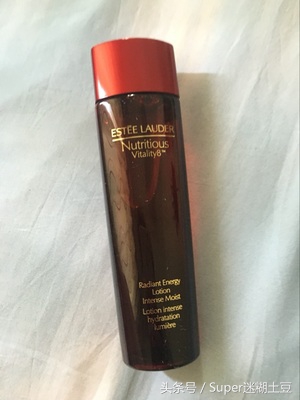 ESTĒE LAUDER
Nutritious
Vitality8™
Radiant Energy
Lotion
Intense Moist
Lotion intense
hydratation
lumière
头条号 / Super迷糊土豆